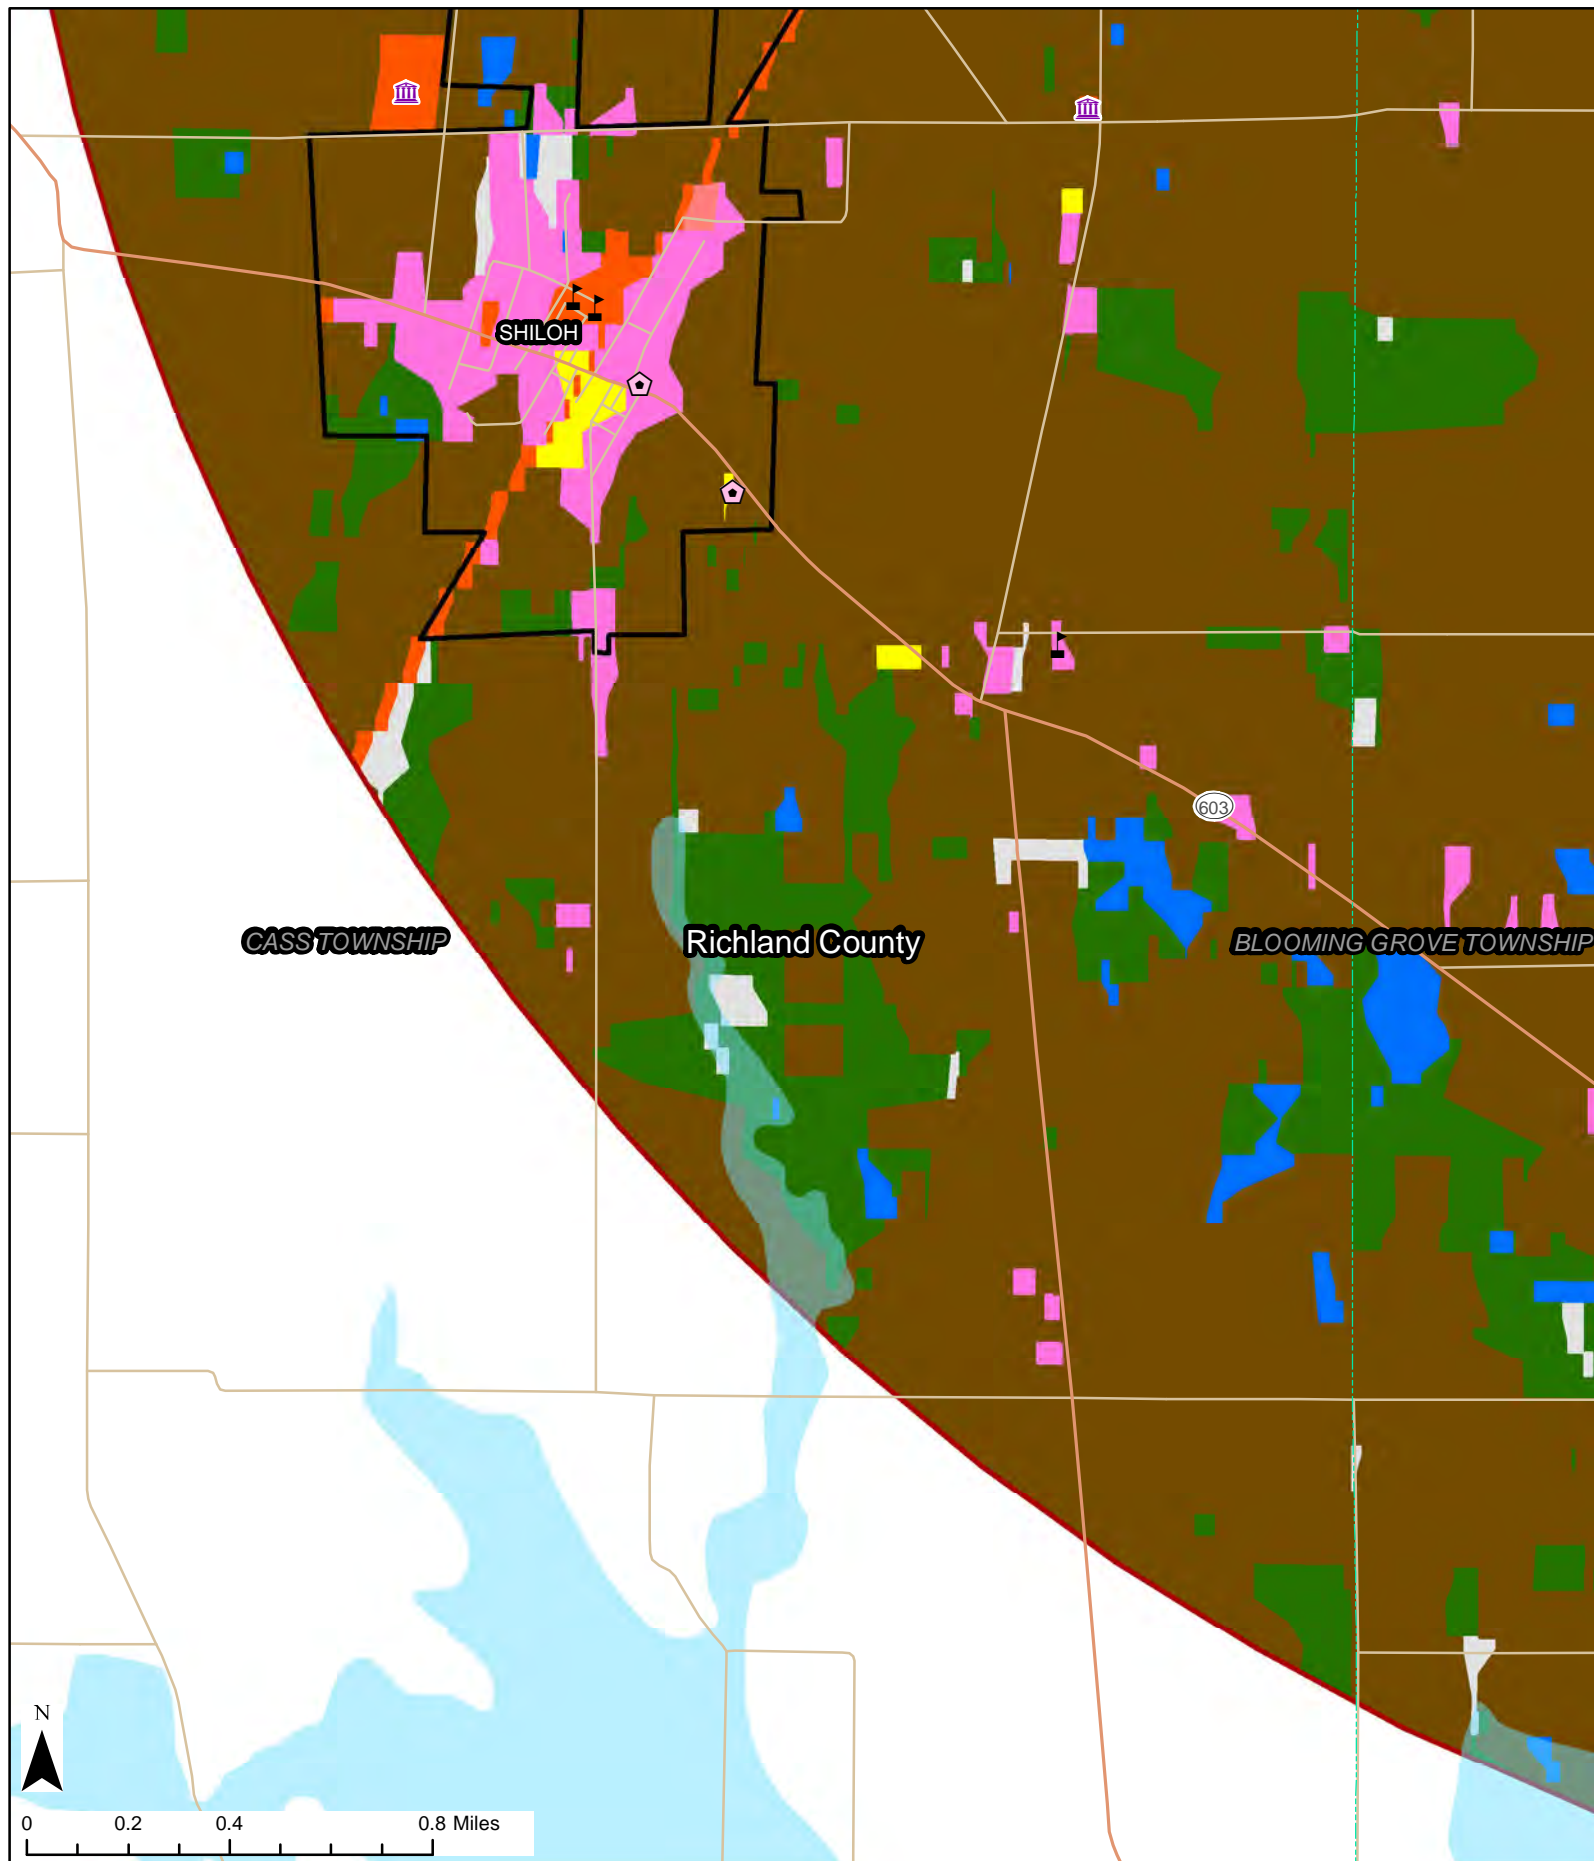 SHILOH
603
CASS TOWNSHIP
Richland County
BLOOMING GROVE TOWNSHIP
N
0 0.2 0.4 0.8 Miles